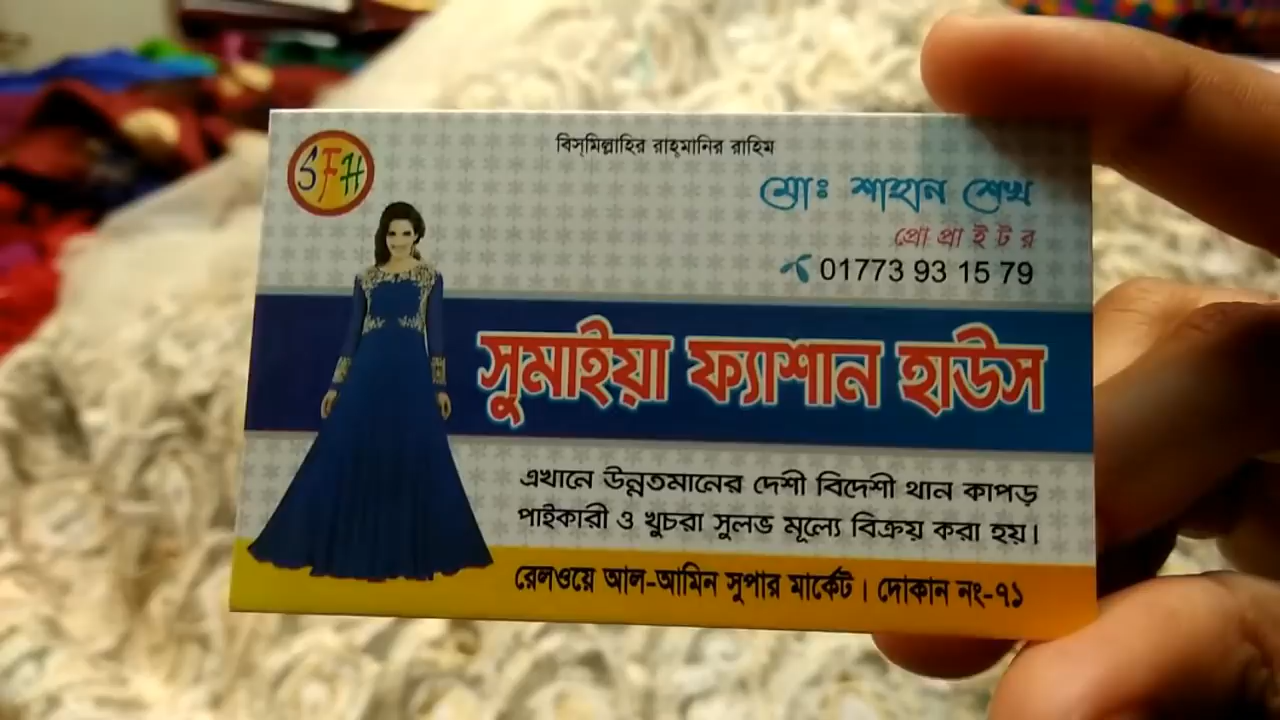 SFH
বিস্‌মিল্লাহির রাহ্‌মানির রাহিম
মোঃ শাহান শেখ
প্রোপ্রাইটর
01773 93 15 79
সুমাইয়া ফ্যাশান হাউস
এখানে উন্নতমানের দেশী বিদেশী থান কাপড়
পাইকারী ও খুচরা সুলভ মূল্যে বিক্রয় করা হয়।
রেলওয়ে আল-আমিন সুপার মার্কেট। দোকান নং-৭১